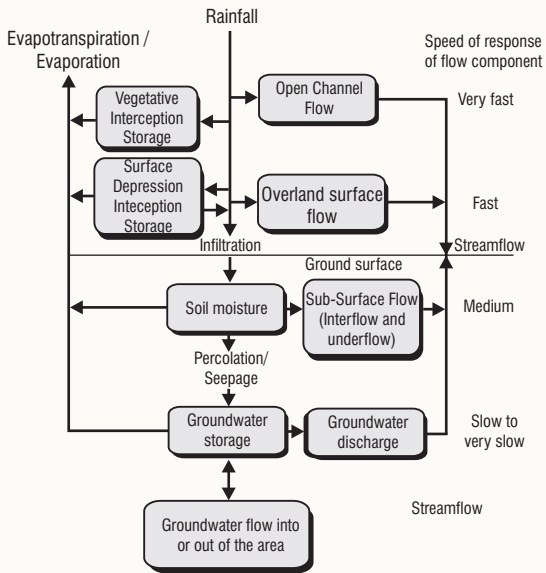 Rainfall
Evapotranspiration /
Evaporation
Speed of response
of flow component
Vegetative
Interception
Storage
Open Channel
Flow
Very fast
Surface
Depression
Inteception
Storage
Overland surface
flow
Fast
Infiltration
Streamflow
Ground surface
Soil moisture
Sub-Surface Flow
(Interflow and
underflow)
Medium
Percolation/
Seepage
Groundwater
storage
Groundwater
discharge
Slow to
very slow
Groundwater flow into
or out of the area
Streamflow